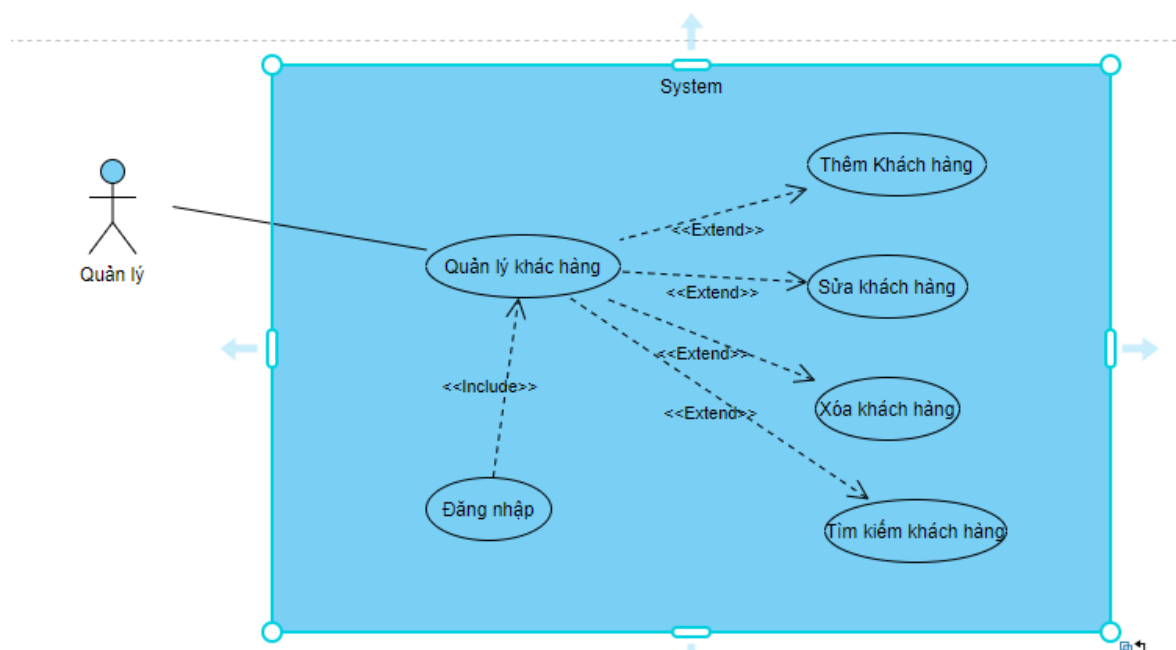 System
Thêm Khách hàng
<<Extend>>
Quản lý
Quản lý khác hàng
Sửa khách hàng
<<Extend>>
<<Extend>>
<<Include>>
Xóa khách hàng
<<Extend>>
Đăng nhập
Tìm kiếm khách hàng